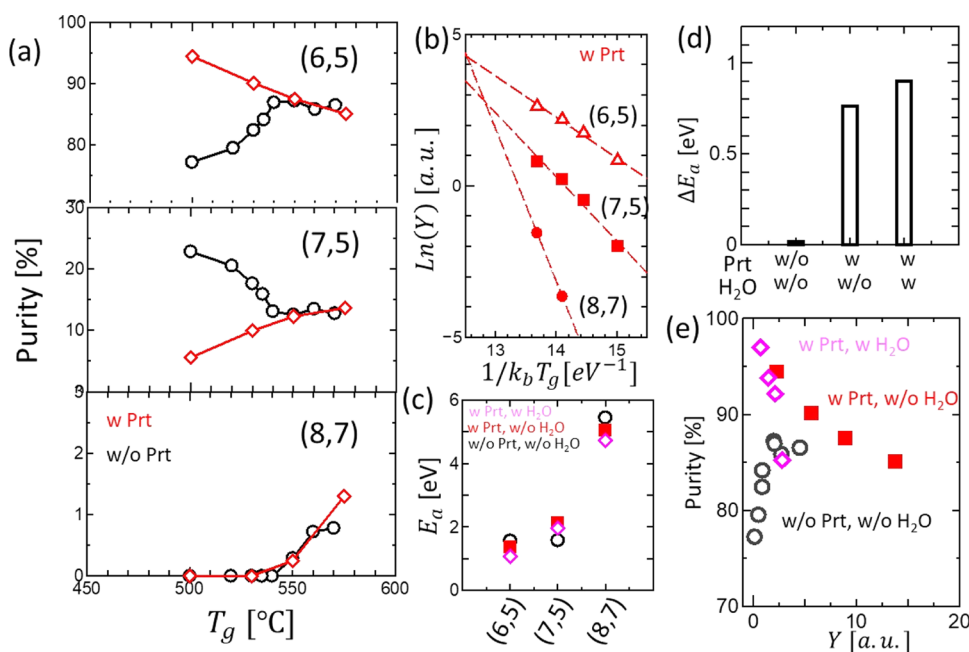 (a)
100
90
80
70
(6,5)
30
20
10
0
(7,5)
3
2
1
0
(8,7)
w Prt
w/o Prt
450
500
550
600
Purity [%]
T_g [°C]
(b)
5
0
-5
w Prt
(6,5)
(7,5)
(8,7)
13
14
15
Ln(Y) [a.u.]
1/k_bT_g[eV⁻¹]
(c)
6
4
2
0
w Prt, w H₂O
w Prt, w/o H₂O
w/o Prt, w/o H₂O
E_a [eV]
(6,5)
(7,5)
(8,7)
(d)
1
0.5
0
ΔE_a [eV]
Prt w/o w w
H₂O w/o w/o w
(e)
100
90
80
70
w Prt, w H₂O
w Prt, w/o H₂O
w/o Prt, w/o H₂O
Purity [%]
0
10
20
Y [a.u.]